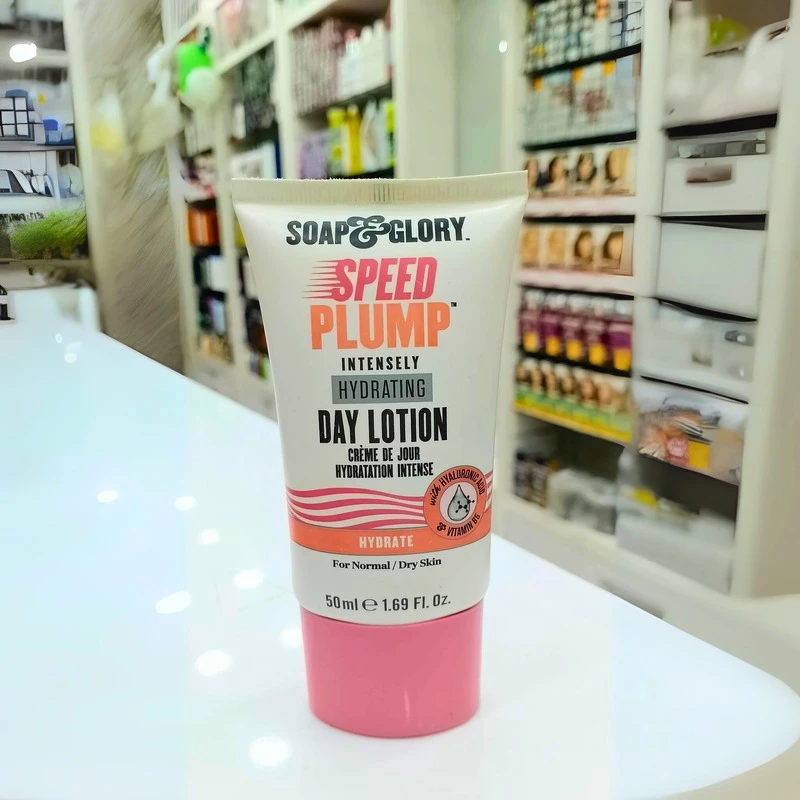 SOAP&GLORY™
SPEED
PLUMP™
INTENSELY
HYDRATING
DAY LOTION
CRÈME DE JOUR
HYDRATATION INTENSE
with HYALURONIC ACID
& VITAMIN B5
HYDRATE
For Normal / Dry Skin
50ml ℮ 1.69 Fl. Oz.